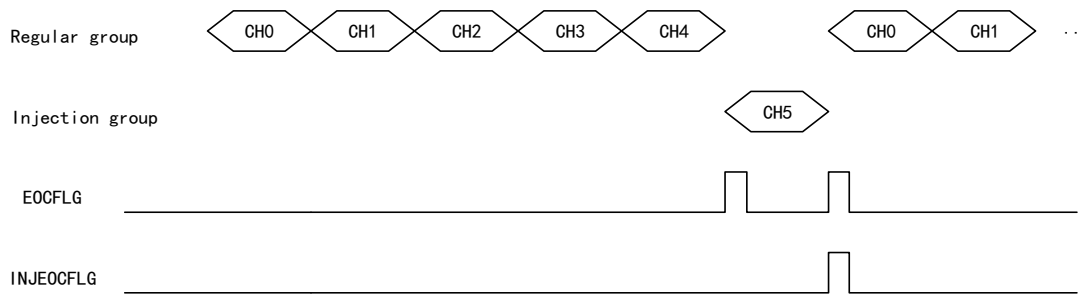 Regular group CH0 CH1 CH2 CH3 CH4 CH0 CH1 ..
Injection group CH5
EOCFLG
INJEOCFLG